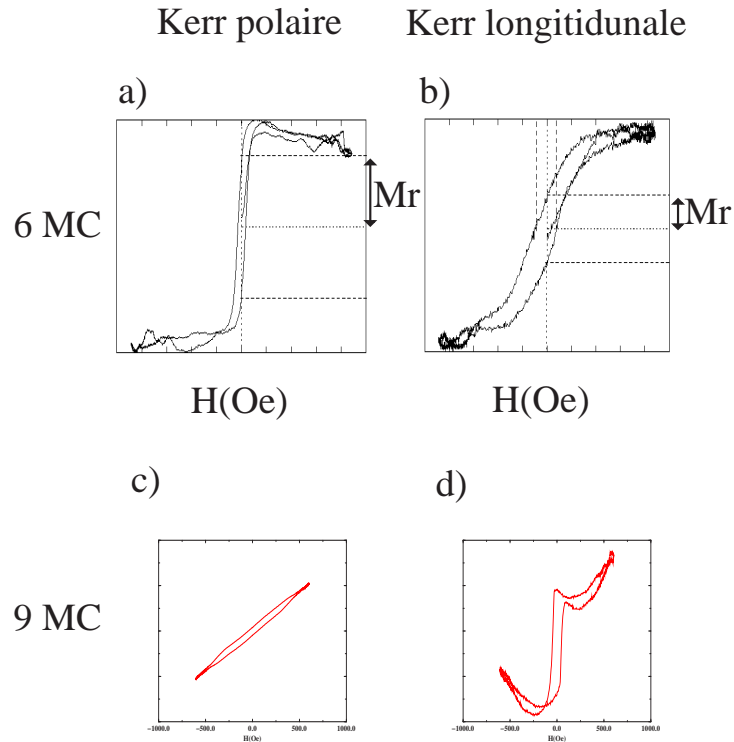 Kerr polaire Kerr longitidunale
a) b)
Mr Mr
6 MC
H(Oe) H(Oe)
c) d)
9 MC
−1000.0 −500.0 0.0 500.0 1000.0 −1000.0 −500.0 0.0 500.0 1000.0
H(Oe) H(Oe)